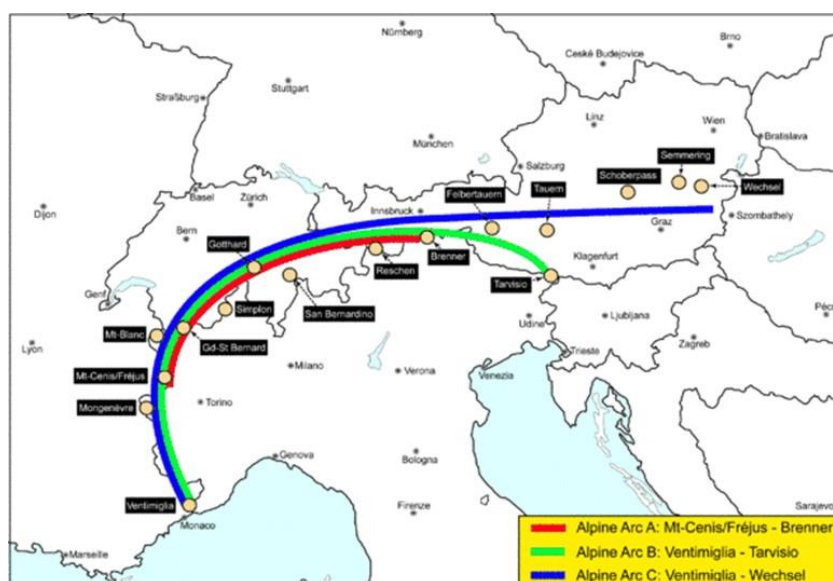 Nürnberg
Brno
Ceské Budejovice
Stuttgart
Straßburg
Linz
Wien
Bratislava
München
Salzburg
Semmering
Schoberpass
Wechsel
Felbertauern
Tauern
Basel
Zürich
Dijon
Innsbruck
Szombathely
Graz
Bern
Gotthard
Reschen
Brenner
Klagenfurt
Tarvisio
Genf
Simplon
San Bernardino
Udine
Ljubljana
Péc
Mt-Blanc
Gd-St Bernard
Lyon
Milano
Verona
Venezia
Trieste
Zagreb
Mt-Cenis/Fréjus
Mongenèvre
Torino
Genova
Bologna
Ventimiglia
Monaco
Firenze
Sarajevo
Marseille
Alpine Arc A: Mt-Cenis/Fréjus - Brenner
Alpine Arc B: Ventimiglia - Tarvisio
Alpine Arc C: Ventimiglia - Wechsel